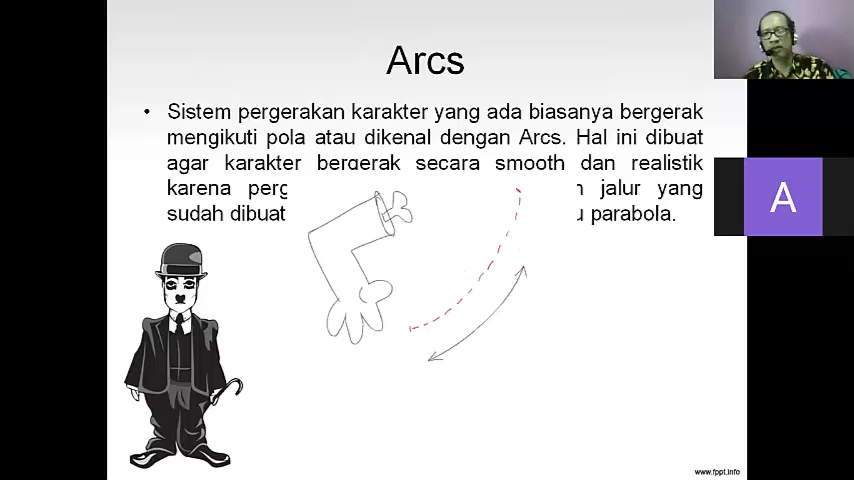 Arcs
• Sistem pergerakan karakter yang ada biasanya bergerak
mengikuti pola atau dikenal dengan Arcs. Hal ini dibuat
agar karakter bergerak secara smooth dan realistik
karena jalur yang
sudah dibuat parabola.
A
www.fppt.info